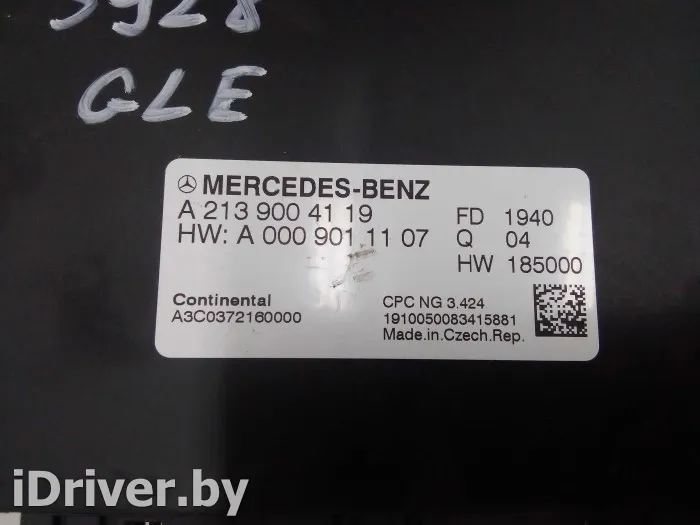 5928
GLE
MERCEDES-BENZ
A 213 900 41 19 FD 1940
HW: A 000 901 11 07 Q 04
HW 185000
Continental CPC NG 3.424
A3C0372160000 1910050083415881
Made.in.Czech.Rep.
iDriver.by